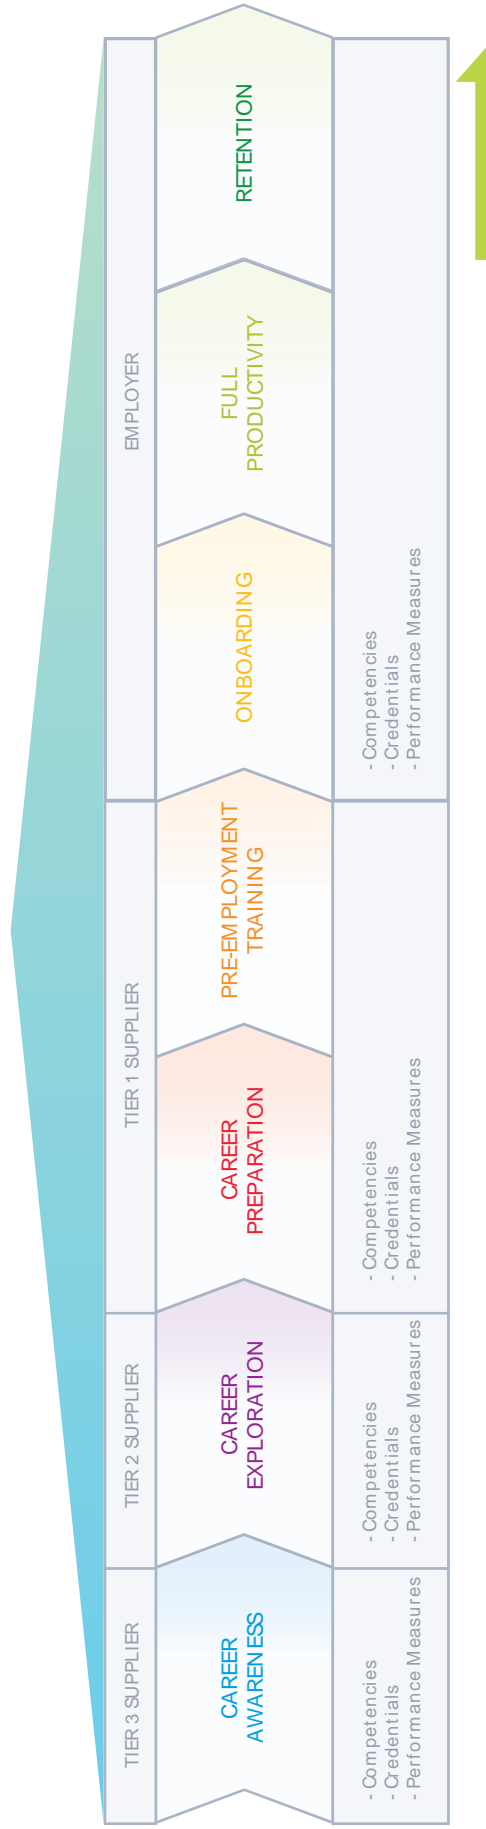 TIER 3 SUPPLIER
TIER 2 SUPPLIER
TIER 1 SUPPLIER
EMPLOYER
CAREER
AWARENESS
CAREER
EXPLORATION
CAREER
PREPARATION
PRE-EMPLOYMENT
TRAINING
ONBOARDING
FULL
PRODUCTIVITY
RETENTION
- Competencies
- Credentials
- Performance Measures
- Competencies
- Credentials
- Performance Measures
- Competencies
- Credentials
- Performance Measures
- Competencies
- Credentials
- Performance Measures